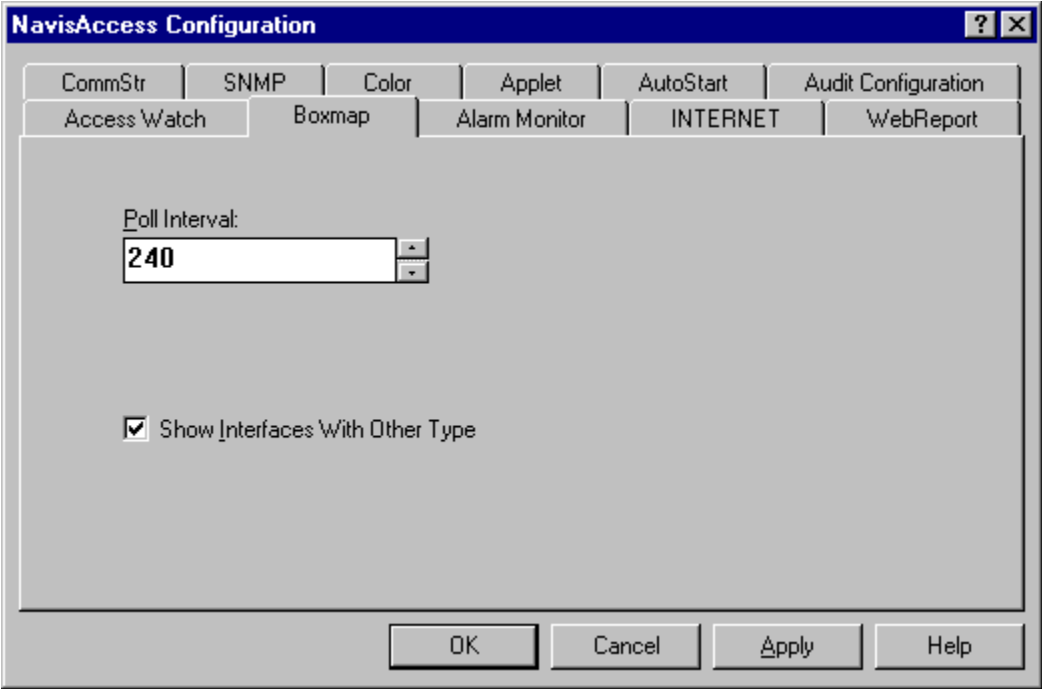 NavisAccess Configuration
CommStr SNMP Color Applet AutoStart Audit Configuration
Access Watch Boxmap Alarm Monitor INTERNET WebReport
Poll Interval:
240
Show Interfaces With Other Type
OK Cancel Apply Help